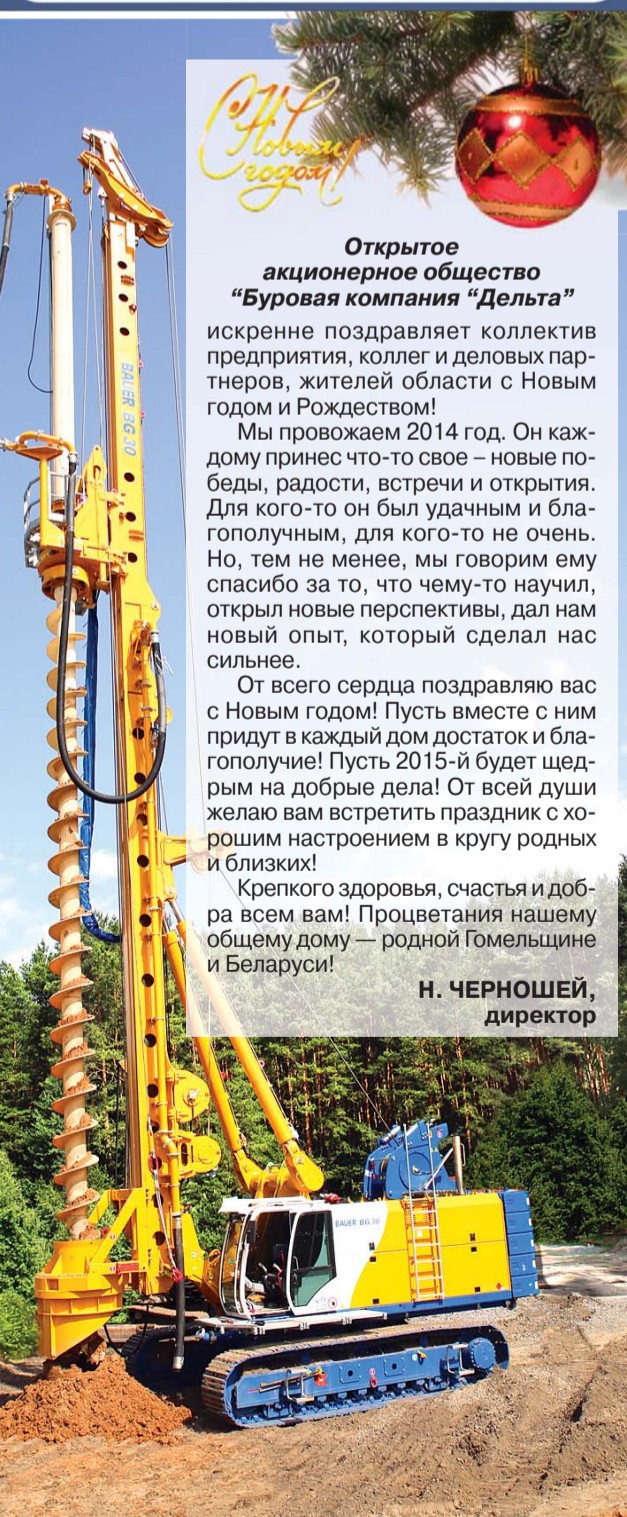 С Новым
годом!
Открытое
акционерное общество
“Буровая компания “Дельта”
искренне поздравляет коллектив
предприятия, коллег и деловых пар-
тнеров, жителей области с Новым
годом и Рождеством!
Мы провожаем 2014 год. Он каж-
дому принес что-то свое – новые по-
беды, радости, встречи и открытия.
Для кого-то он был удачным и бла-
гополучным, для кого-то не очень.
Но, тем не менее, мы говорим ему
спасибо за то, что чему-то научил,
открыл новые перспективы, дал нам
новый опыт, который сделал нас
сильнее.
От всего сердца поздравляю вас
с Новым годом! Пусть вместе с ним
придут в каждый дом достаток и бла-
гополучие! Пусть 2015-й будет щед-
рым на добрые дела! От всей души
желаю вам встретить праздник с хо-
рошим настроением в кругу родных
и близких!
Крепкого здоровья, счастья и доб-
ра всем вам! Процветания нашему
общему дому — родной Гомельщине
и Беларуси!
Н. ЧЕРНОШЕЙ,
директор
BAUER BG 30
BAUER BG 30